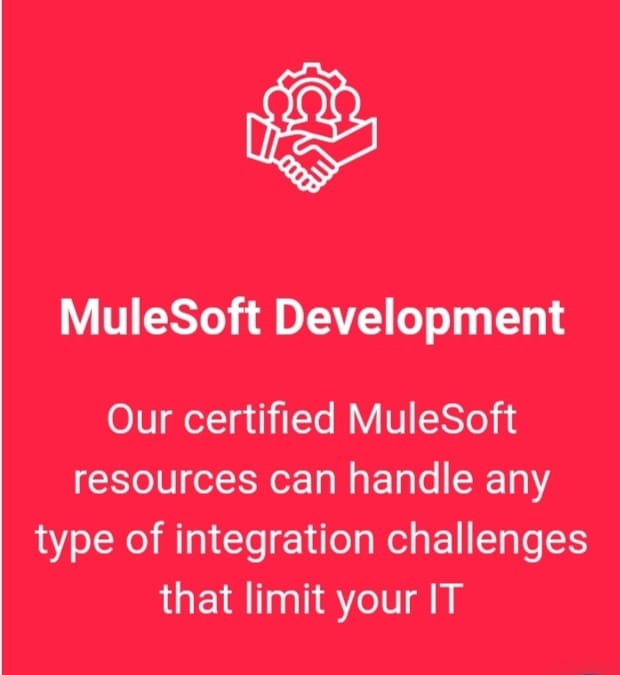 MuleSoft Development
Our certified MuleSoft
resources can handle any
type of integration challenges
that limit your IT